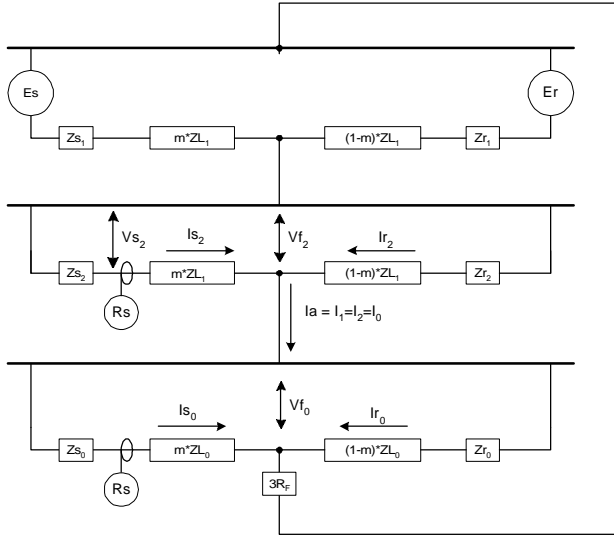 Es
Er
Zs₁
m*ZL₁
(1-m)*ZL₁
Zr₁
Vs₂
Is₂
Vf₂
Ir₂
Zs₂
m*ZL₁
(1-m)*ZL₁
Zr₂
Rs
Ia = I₁=I₂=I₀
Is₀
Vf₀
Ir₀
Zs₀
m*ZL₀
(1-m)*ZL₀
Zr₀
Rs
3R_F